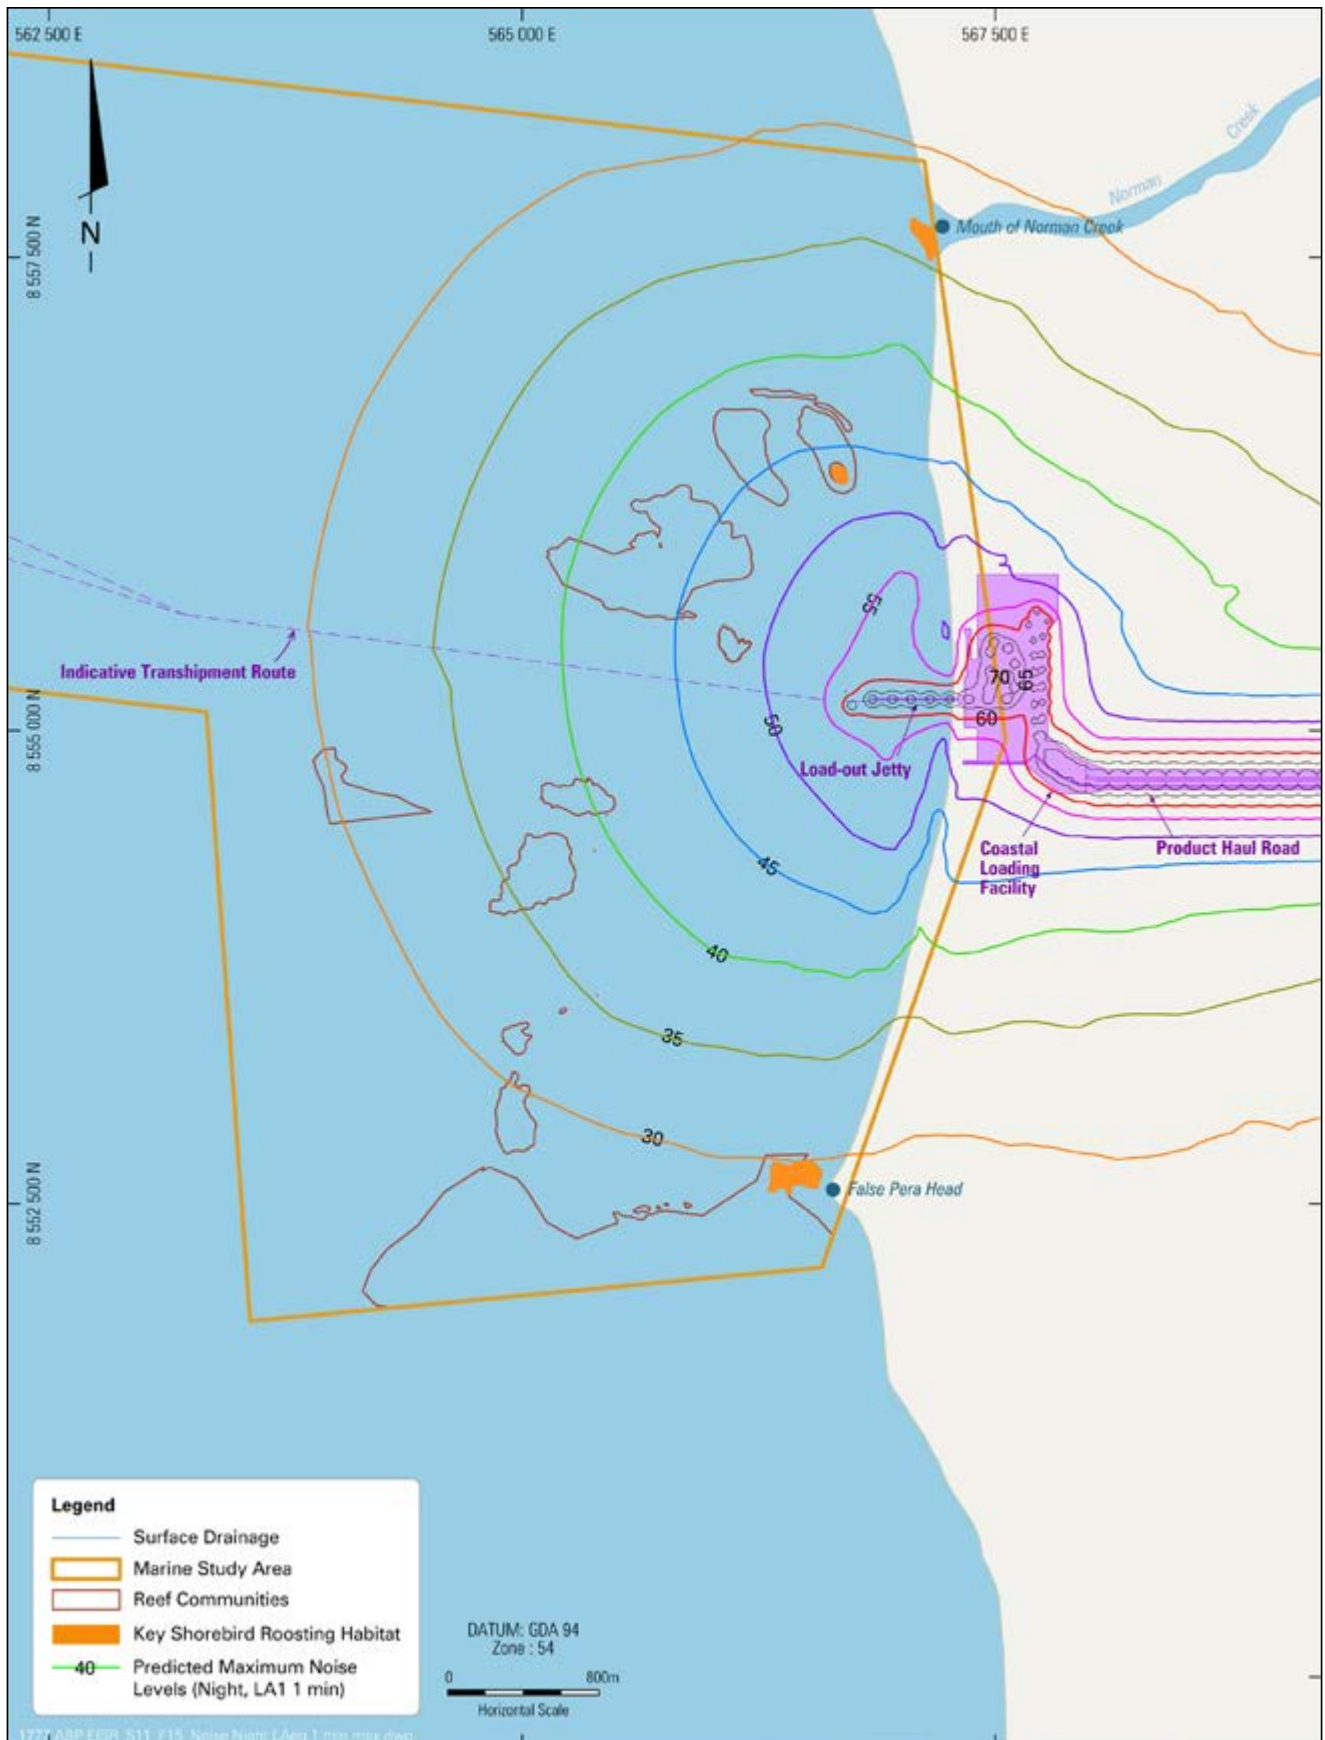 562 500 E
565 000 E
567 500 E
Norman
Creek
Mouth of Norman Creek
N
8 557 500 N
55
Indicative Transhipment Route
70
65
60
50
8 555 000 N
Load-out Jetty
Coastal
Loading
Facility
Product Haul Road
45
40
35
30
False Pera Head
8 552 500 N
Legend
Surface Drainage
Marine Study Area
Reef Communities
Key Shorebird Roosting Habitat
40
Predicted Maximum Noise
Levels (Night, LA1 1 min)
DATUM: GDA 94
Zone : 54
0
800m
Horizontal Scale